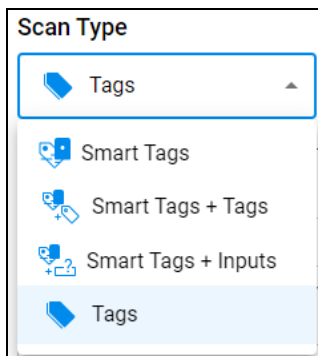 Scan Type
Tags
Smart Tags
Smart Tags + Tags
Smart Tags + Inputs
Tags